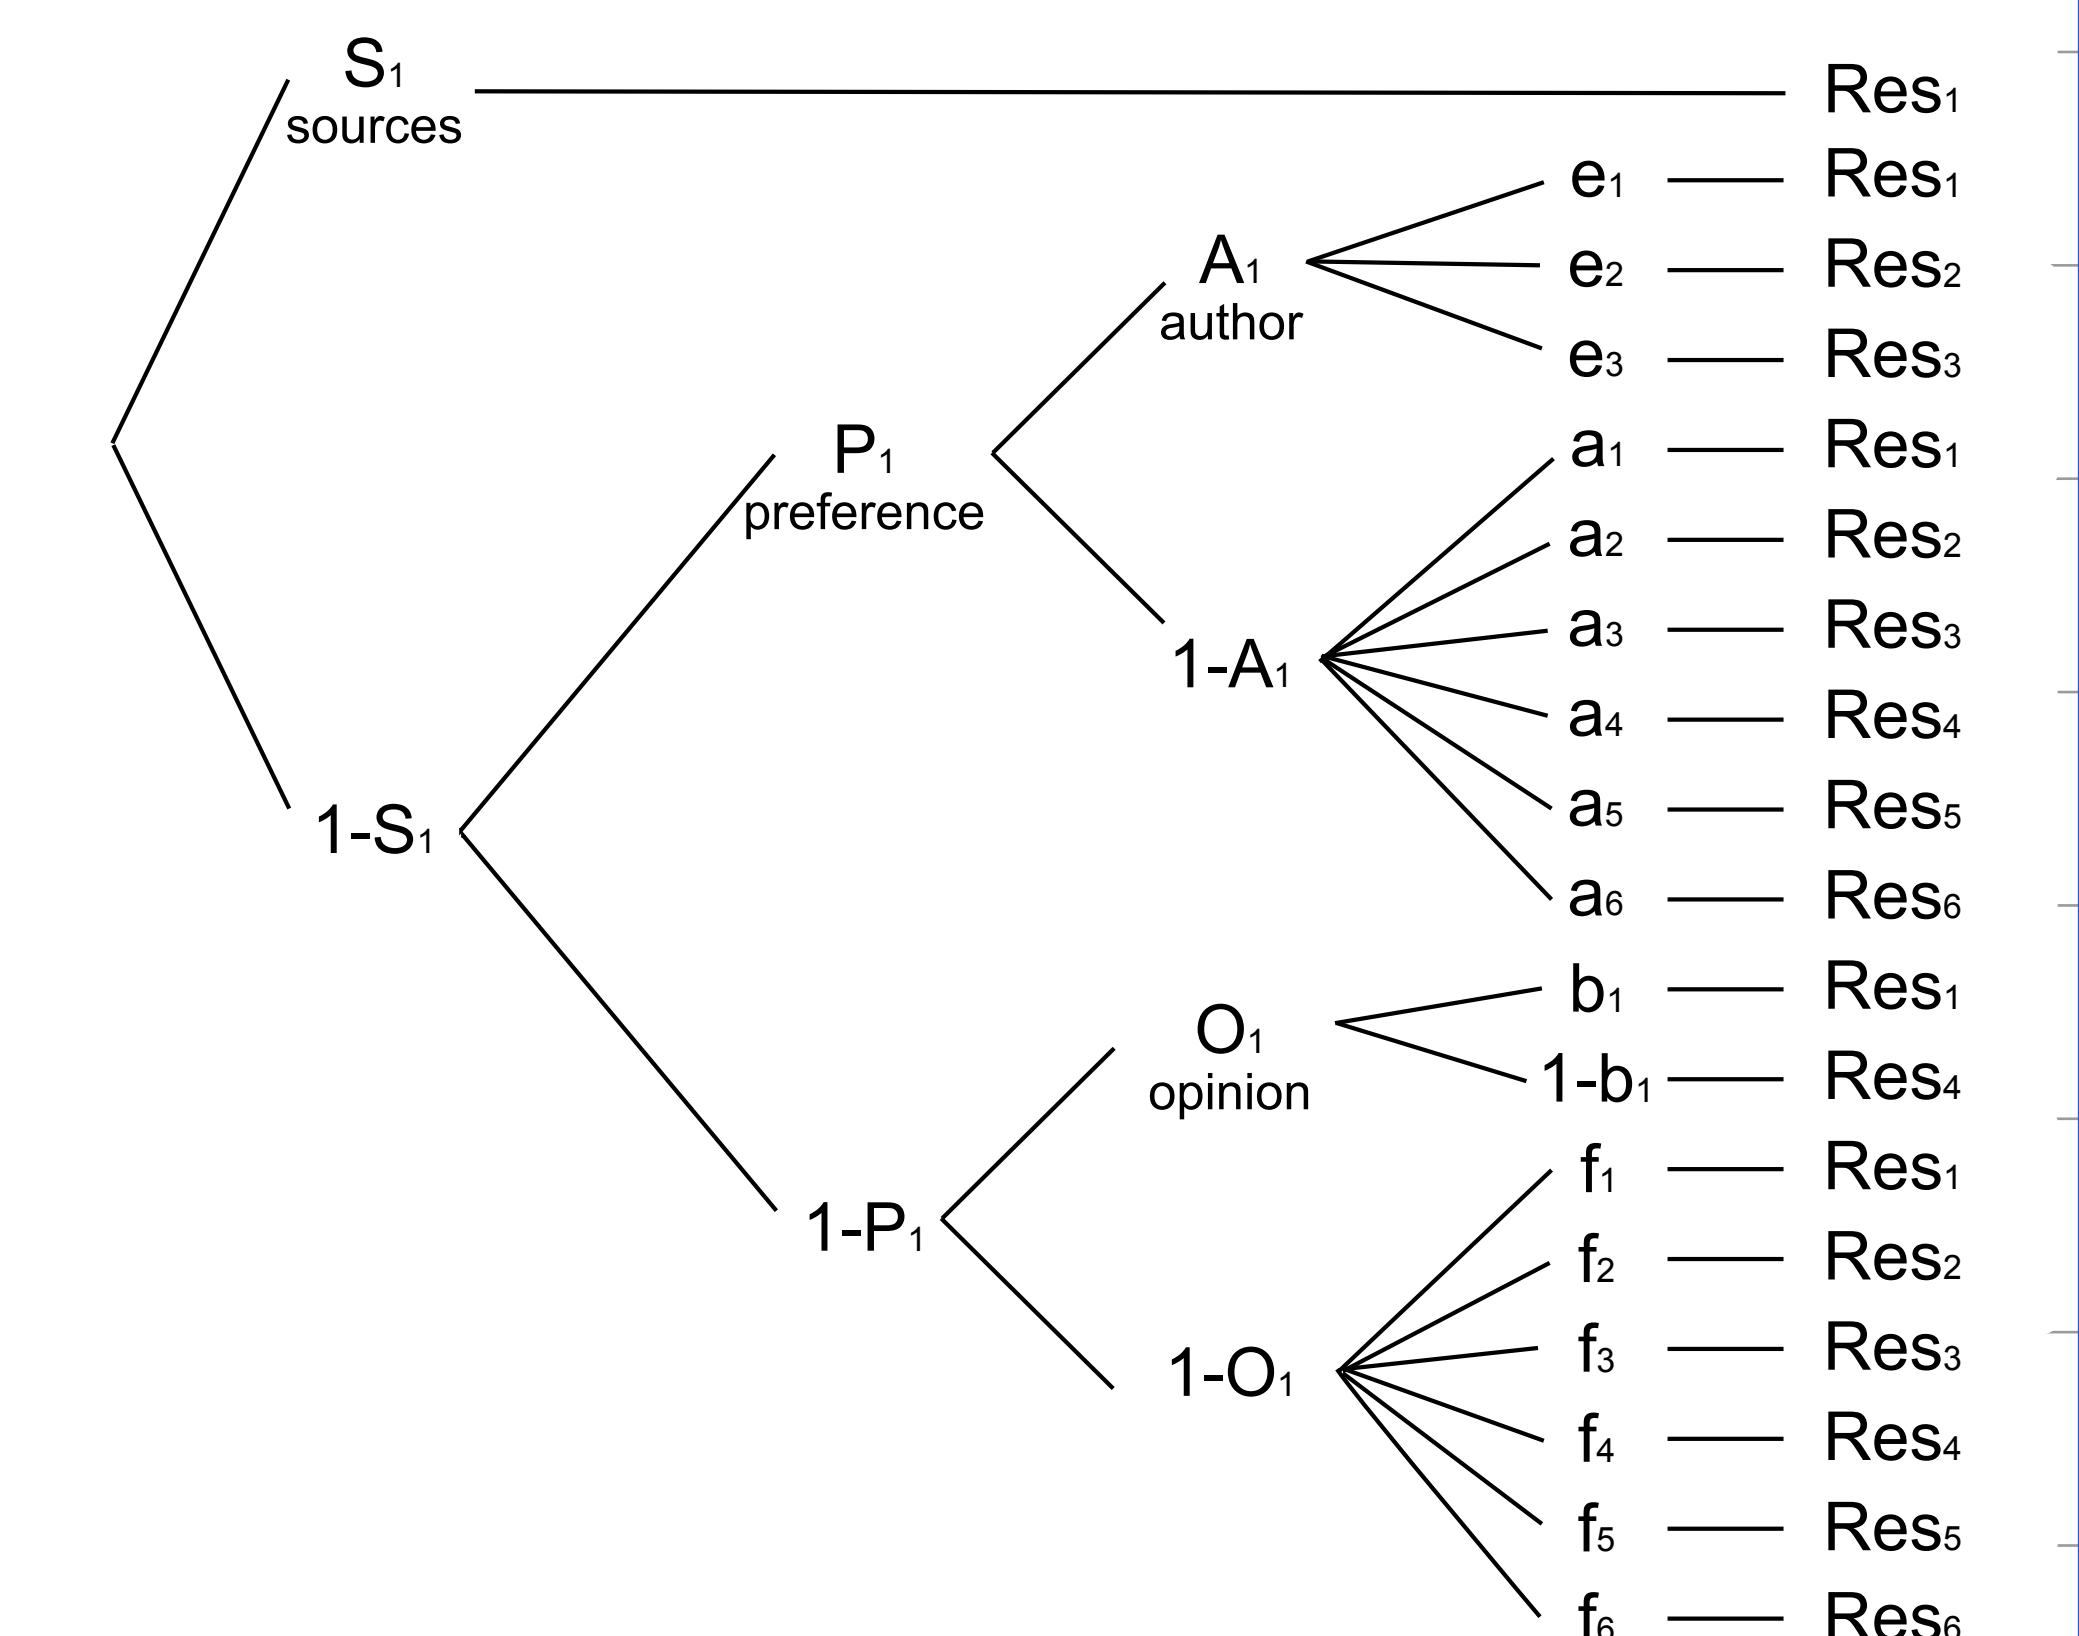 S₁
sources
Res₁
e₁ Res₁
A₁
author
e₂ Res₂
e₃ Res₃
P₁
preference
a₁ Res₁
a₂ Res₂
a₃ Res₃
1-A₁
a₄ Res₄
a₅ Res₅
1-S₁
a₆ Res₆
b₁ Res₁
O₁
opinion
1-b₁ Res₄
f₁ Res₁
1-P₁
f₂ Res₂
f₃ Res₃
1-O₁
f₄ Res₄
f₅ Res₅
f₆ Res₆